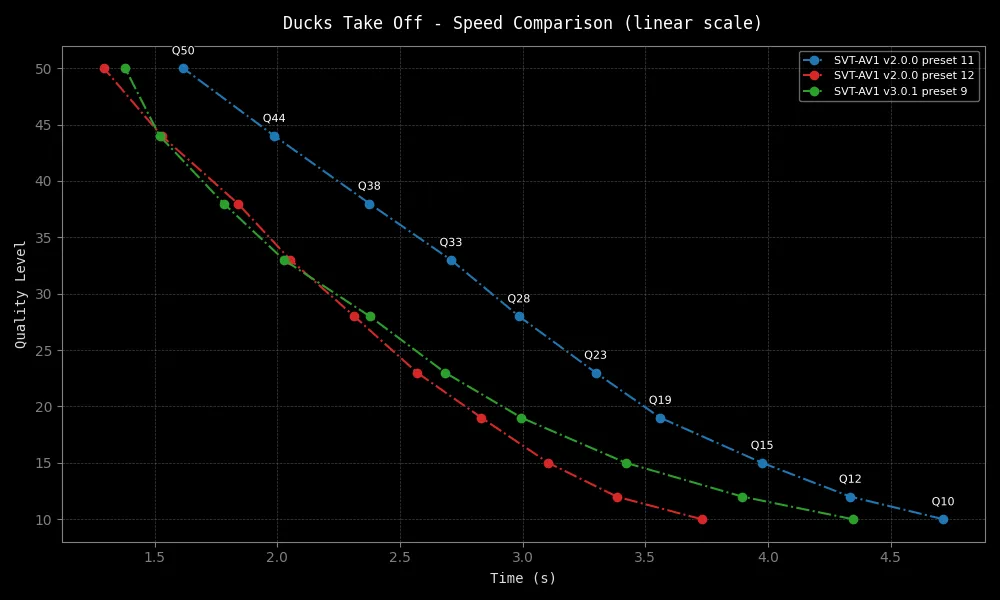 Ducks Take Off - Speed Comparison (linear scale)
SVT-AV1 v2.0.0 preset 11
SVT-AV1 v2.0.0 preset 12
SVT-AV1 v3.0.1 preset 9
Q50
Q44
Q38
Q33
Q28
Q23
Q19
Q15
Q12
Q10
Quality Level
50
45
40
35
30
25
20
15
10
1.5 2.0 2.5 3.0 3.5 4.0 4.5
Time (s)